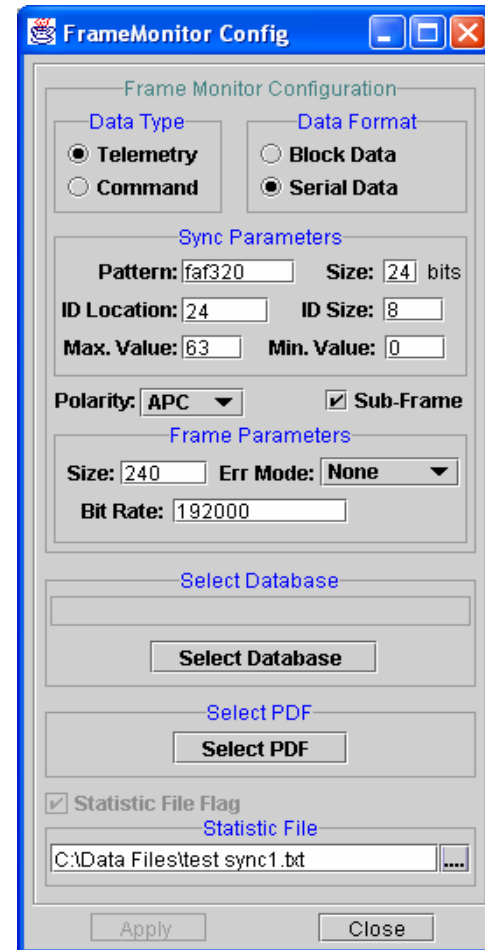 FrameMonitor Config
Frame Monitor Configuration
Data Type
Data Format
Telemetry
Block Data
Command
Serial Data
Sync Parameters
Pattern: faf320 Size: 24 bits
ID Location: 24 ID Size: 8
Max. Value: 63 Min. Value: 0
Polarity: APC Sub-Frame
Frame Parameters
Size: 240 Err Mode: None
Bit Rate: 192000
Select Database
Select Database
Select PDF
Select PDF
Statistic File Flag
Statistic File
C:\Data Files\test sync1.txt ....
Apply Close